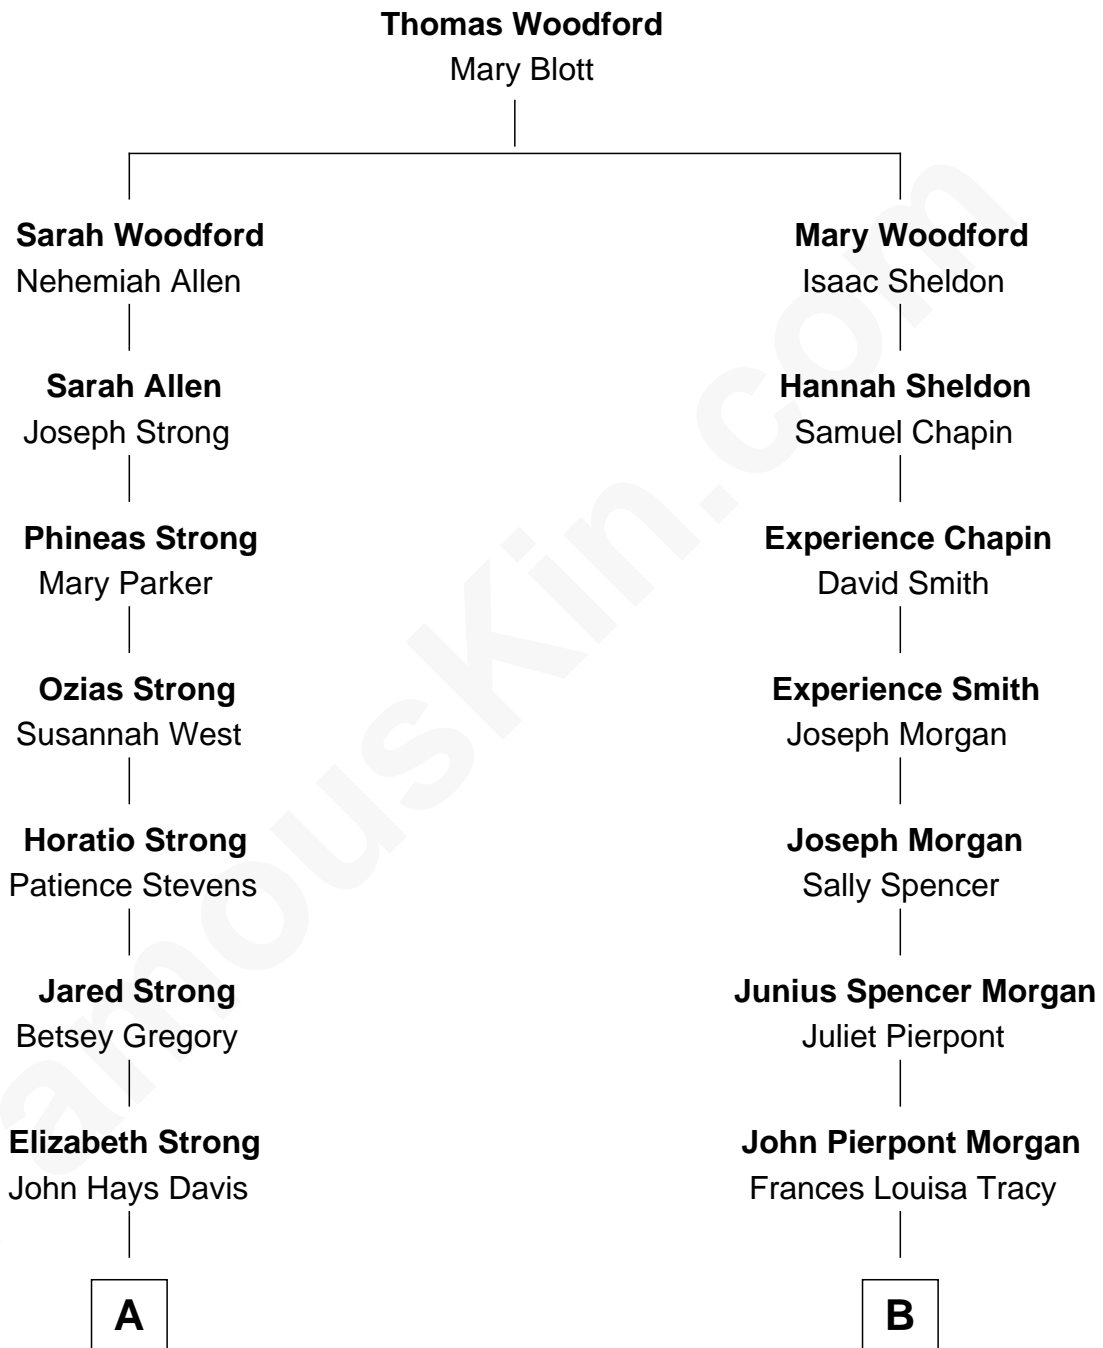 Thomas Woodford
Mary Blott
Sarah Woodford
Nehemiah Allen
Mary Woodford
Isaac Sheldon
Sarah Allen
Joseph Strong
Hannah Sheldon
Samuel Chapin
Phineas Strong
Mary Parker
Experience Chapin
David Smith
Ozias Strong
Susannah West
Experience Smith
Joseph Morgan
Horatio Strong
Patience Stevens
Joseph Morgan
Sally Spencer
Jared Strong
Betsey Gregory
Junius Spencer Morgan
Juliet Pierpont
Elizabeth Strong
John Hays Davis
John Pierpont Morgan
Frances Louisa Tracy
A
B
amousKin.com